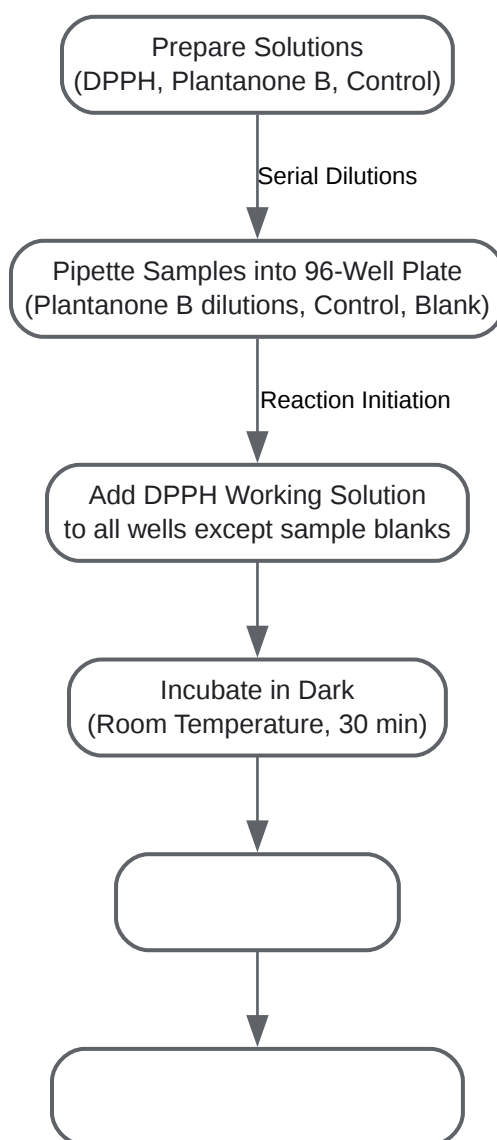 Prepare Solutions
(DPPH, Plantanone B, Control)
Serial Dilutions
Pipette Samples into 96-Well Plate
(Plantanone B dilutions, Control, Blank)
Reaction Initiation
Add DPPH Working Solution
to all wells except sample blanks
Incubate in Dark
(Room Temperature, 30 min)